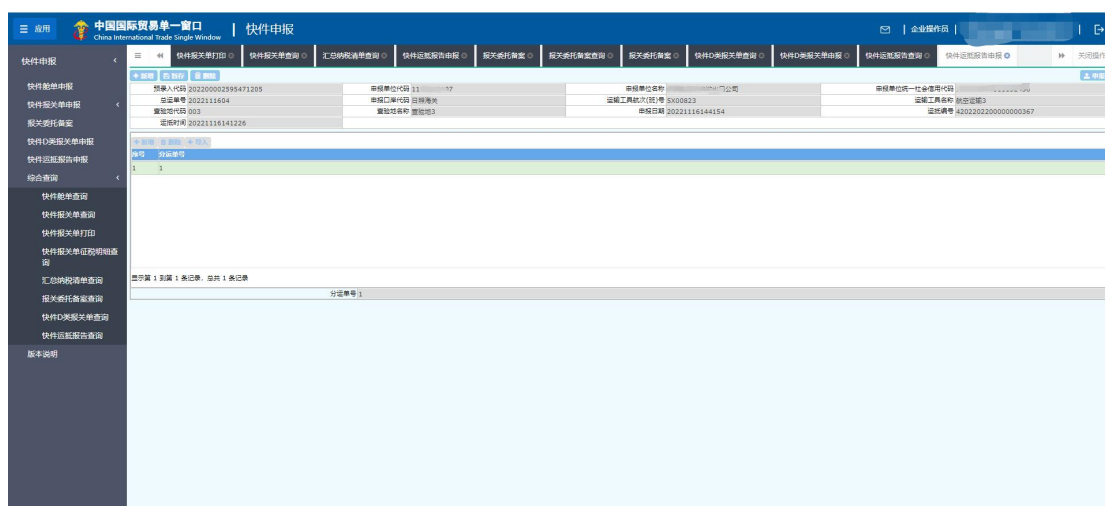 应用 中国国际贸易单一窗口 快件申报 企业操作员
China International Trade Single Window
快件申报 快件报关单打印 快件报关单查询 汇总纳税清单查询 快件运抵报告申报 报关委托备案 报关委托备案查询 报关委托备案 快件D类报关单查询 快件D类报关单申报 快件运抵报告查询 快件运抵报告申报 关闭操作
快件舱单申报
快件报关单申报
报关委托备案
快件D类报关单申报
快件运抵报告申报
综合查询
快件舱单查询
快件报关单查询
快件报关单打印
快件报关单征税明细查询
汇总纳税清单查询
报关委托备案查询
快件D类报关单查询
快件运抵报告查询
版本说明
新增 暂存 删除 申报
预录入代码 202200002595471205 申报单位代码 11 申报单位名称 公司 申报单位统一社会信用代码
总运单号 2022111604 申报口岸代码 日照海关 运输工具航次(班)号 SX00823 运输工具名称 航空运输3
查验场代码 003 查验场名称 查验场3 申报日期 20221116144154 运抵编号 4202202200000000367
运抵时间 20221116141226
新增 删除 导入
序号 分运单号
1 1
显示第 1 到第 1 条记录，总共 1 条记录
分运单号 1